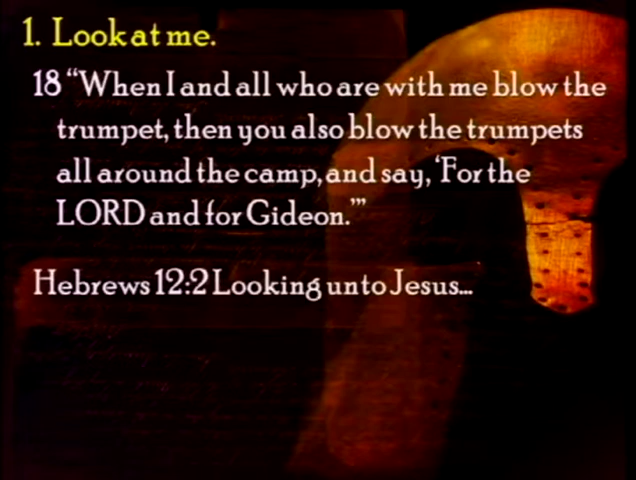 1. Look at me.
18 “When I and all who are with me blow the
trumpet, then you also blow the trumpets
all around the camp, and say, ‘For the
LORD and for Gideon.’”
Hebrews 12:2 Looking unto Jesus...